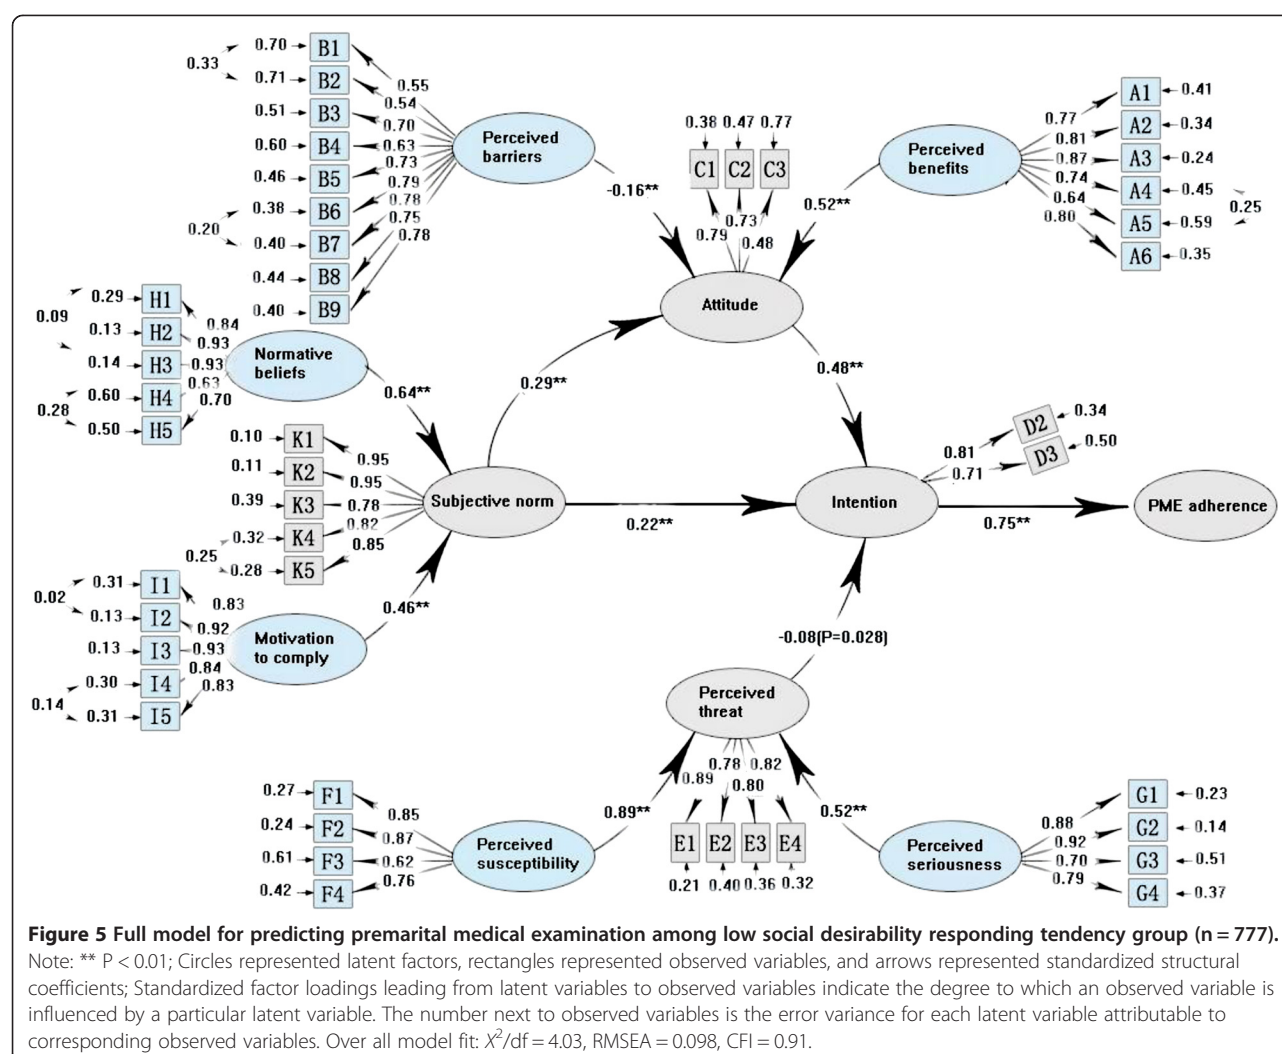 0.70 B1
0.33
0.71 B2
0.51 B3
0.60 B4
0.46 B5
0.38 B6
0.20
0.40 B7
0.44 B8
0.40 B9
0.55
0.54
0.70
0.63
0.73
0.79
0.78
0.75
0.78
Perceived
barriers
-0.16**
0.38 0.47 0.77
C1 C2 C3
0.79 0.73 0.48
Attitude
Perceived
benefits
0.52**
0.77
0.81
0.87
0.74
0.64
0.80
A1 0.41
A2 0.34
A3 0.24
A4 0.45
0.25
A5 0.59
A6 0.35
0.29 H1
0.09
0.13 H2
0.14 H3
0.60 H4
0.28
0.50 H5
0.84
0.93
0.93
0.63
0.70
Normative
beliefs
0.64**
0.29**
0.48**
0.10 K1
0.11 K2
0.39 K3
0.32 K4
0.25
0.28 K5
0.95
0.95
0.78
0.82
0.85
Subjective norm
0.22**
Intention
0.81
0.71
D2 0.34
D3 0.50
0.75**
PME adherence
0.31 I1
0.02
0.13 I2
0.13 I3
0.30 I4
0.14
0.31 I5
0.83
0.92
0.93
0.84
0.83
Motivation
to comply
0.46**
-0.08(P=0.028)
Perceived
threat
0.89 0.78 0.80 0.82
E1 E2 E3 E4
0.21 0.40 0.36 0.32
0.27 F1
0.24 F2
0.61 F3
0.42 F4
0.85
0.87
0.62
0.76
Perceived
susceptibility
0.89**
0.52**
Perceived
seriousness
0.88
0.92
0.70
0.79
G1 0.23
G2 0.14
G3 0.51
G4 0.37
Figure 5 Full model for predicting premarital medical examination among low social desirability responding tendency group (n = 777).
Note: ** P < 0.01; Circles represented latent factors, rectangles represented observed variables, and arrows represented standardized structural
coefficients; Standardized factor loadings leading from latent variables to observed variables indicate the degree to which an observed variable is
influenced by a particular latent variable. The number next to observed variables is the error variance for each latent variable attributable to
corresponding observed variables. Over all model fit: X²/df = 4.03, RMSEA = 0.098, CFI = 0.91.